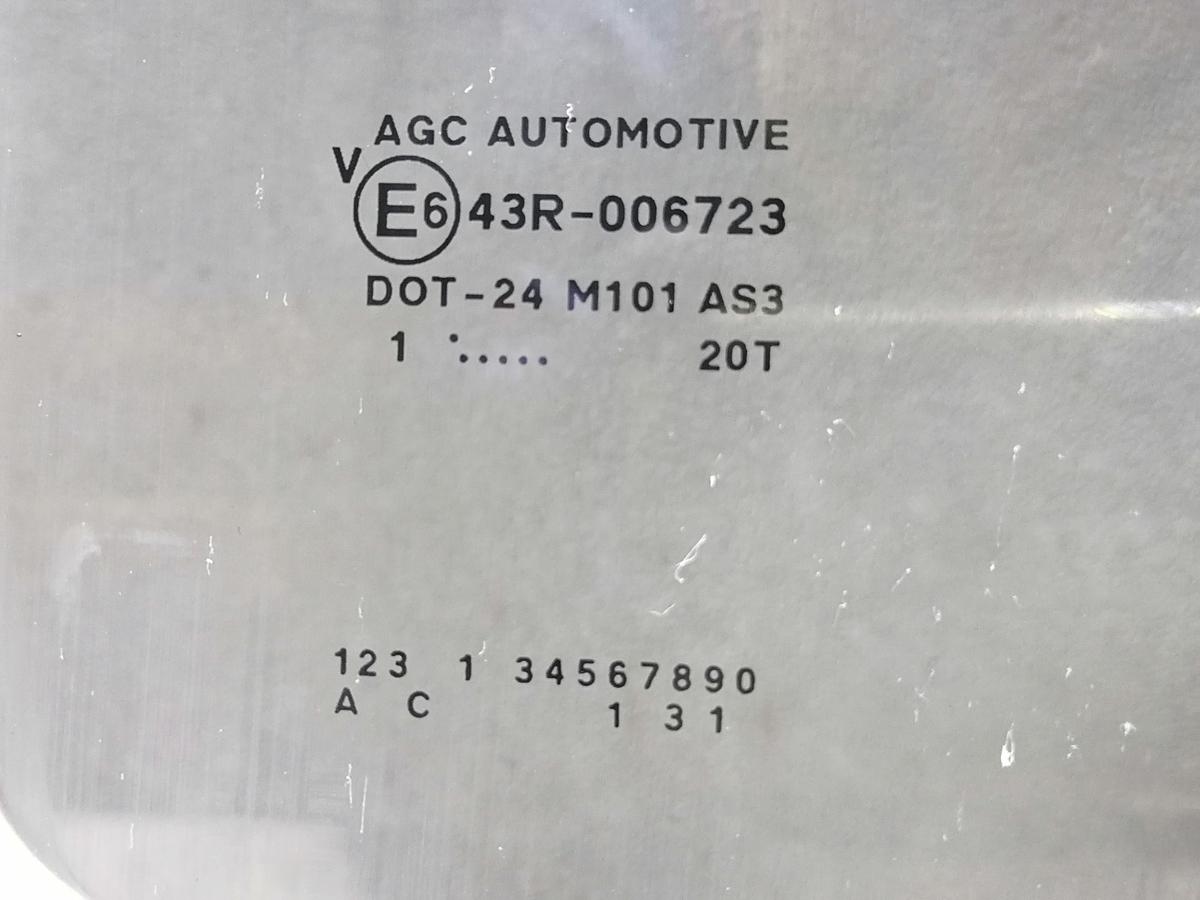 AGC AUTOMOTIVE
V
E6 43R-006723
DOT-24 M101 AS3
1 ⠁..... 20T
123 1 34567890
A C 1 3 1